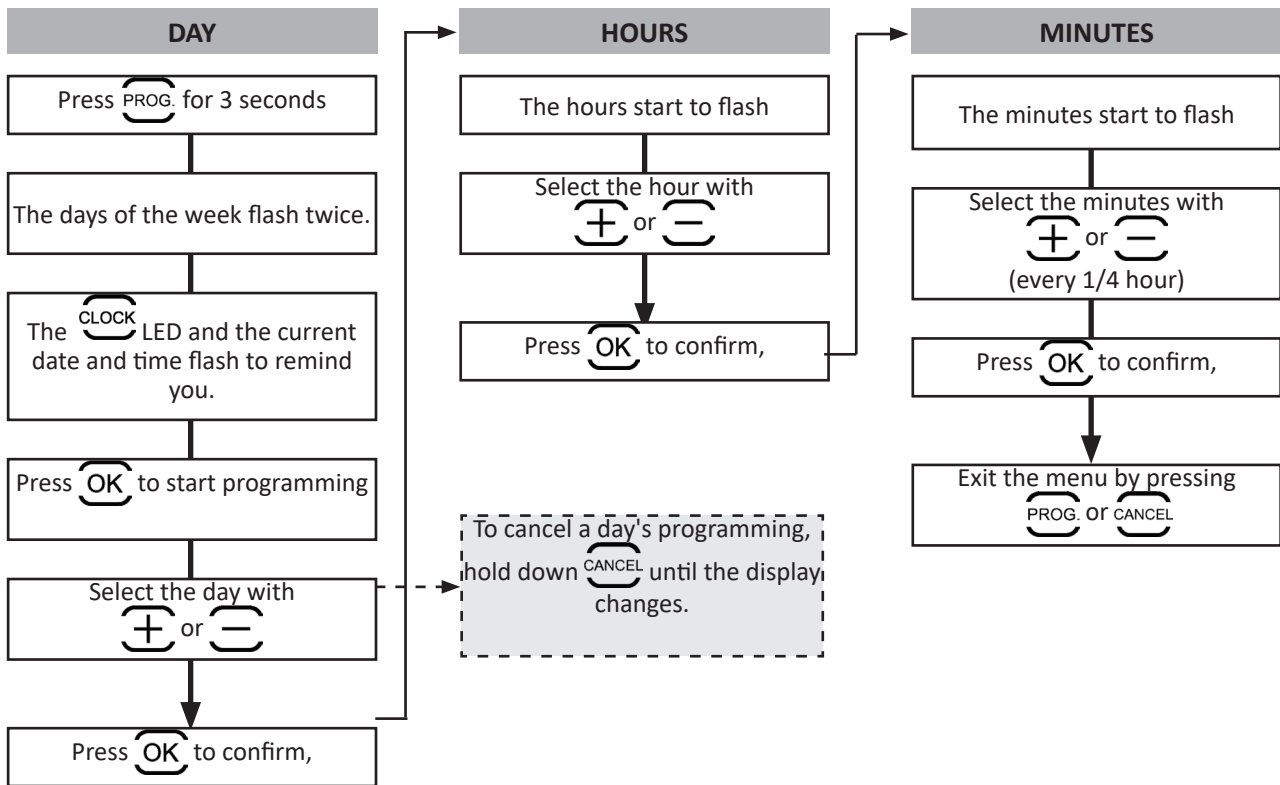 DAY
Press PROG. for 3 seconds
The days of the week flash twice.
The CLOCK LED and the current
date and time flash to remind
you.
Press OK to start programming
Select the day with
+ or −
Press OK to confirm,
To cancel a day's programming,
hold down CANCEL until the display
changes.
HOURS
The hours start to flash
Select the hour with
+ or −
Press OK to confirm,
MINUTES
The minutes start to flash
Select the minutes with
+ or −
(every 1/4 hour)
Press OK to confirm,
Exit the menu by pressing
PROG. or CANCEL